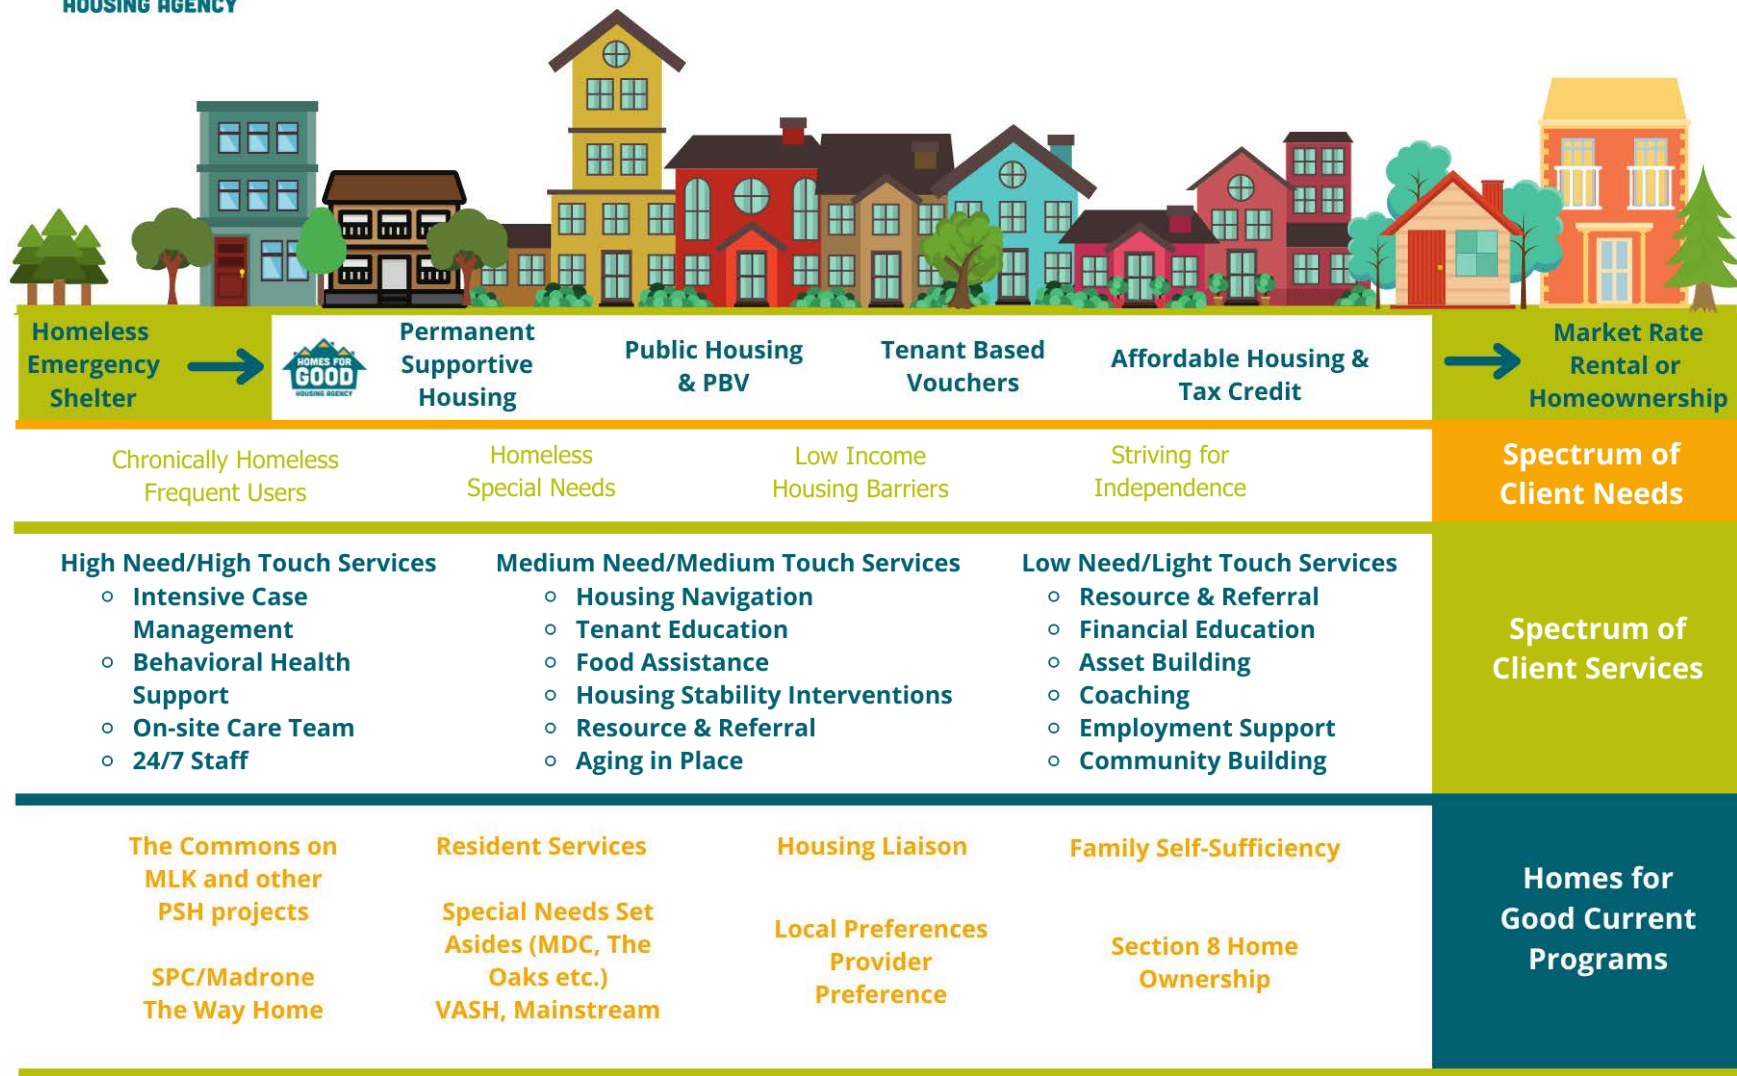 HOUSING AGENCY
Homeless
Emergency
Shelter
HOMES FOR
GOOD
HOUSING AGENCY
Permanent
Supportive
Housing
Public Housing
& PBV
Tenant Based
Vouchers
Affordable Housing &
Tax Credit
Market Rate
Rental or
Homeownership
Chronically Homeless
Frequent Users
Homeless
Special Needs
Low Income
Housing Barriers
Striving for
Independence
Spectrum of
Client Needs
High Need/High Touch Services
Intensive Case
Management
Behavioral Health
Support
On-site Care Team
24/7 Staff
Medium Need/Medium Touch Services
Housing Navigation
Tenant Education
Food Assistance
Housing Stability Interventions
Resource & Referral
Aging in Place
Low Need/Light Touch Services
Resource & Referral
Financial Education
Asset Building
Coaching
Employment Support
Community Building
Spectrum of
Client Services
The Commons on
MLK and other
PSH projects
SPC/Madrone
The Way Home
Resident Services
Special Needs Set
Asides (MDC, The
Oaks etc.)
VASH, Mainstream
Housing Liaison
Local Preferences
Provider
Preference
Family Self-Sufficiency
Section 8 Home
Ownership
Homes for
Good Current
Programs